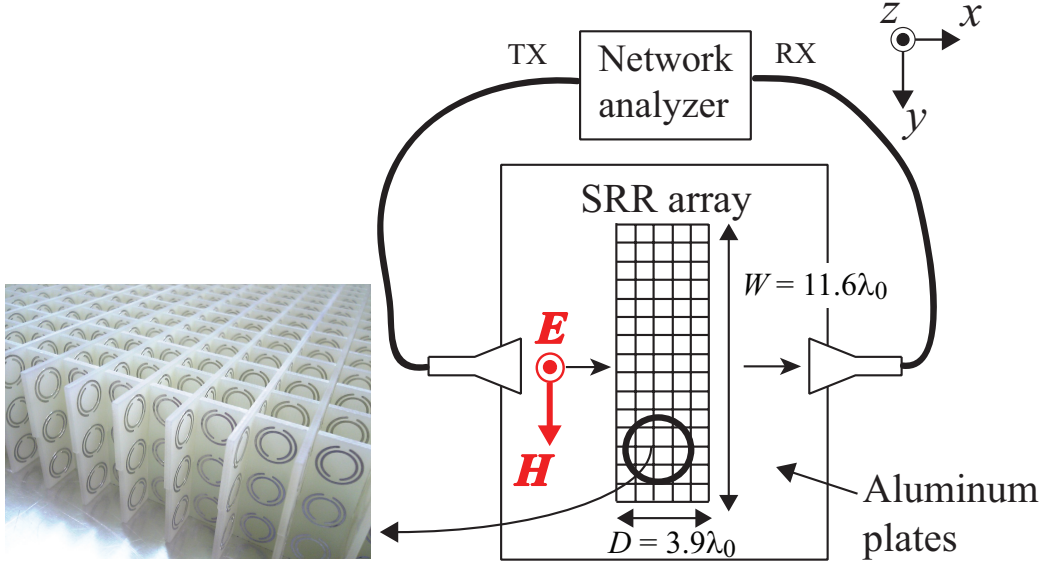 z
x
y
TX
Network
analyzer
RX
SRR array
W = 11.6λ₀
E
H
D = 3.9λ₀
Aluminum
plates